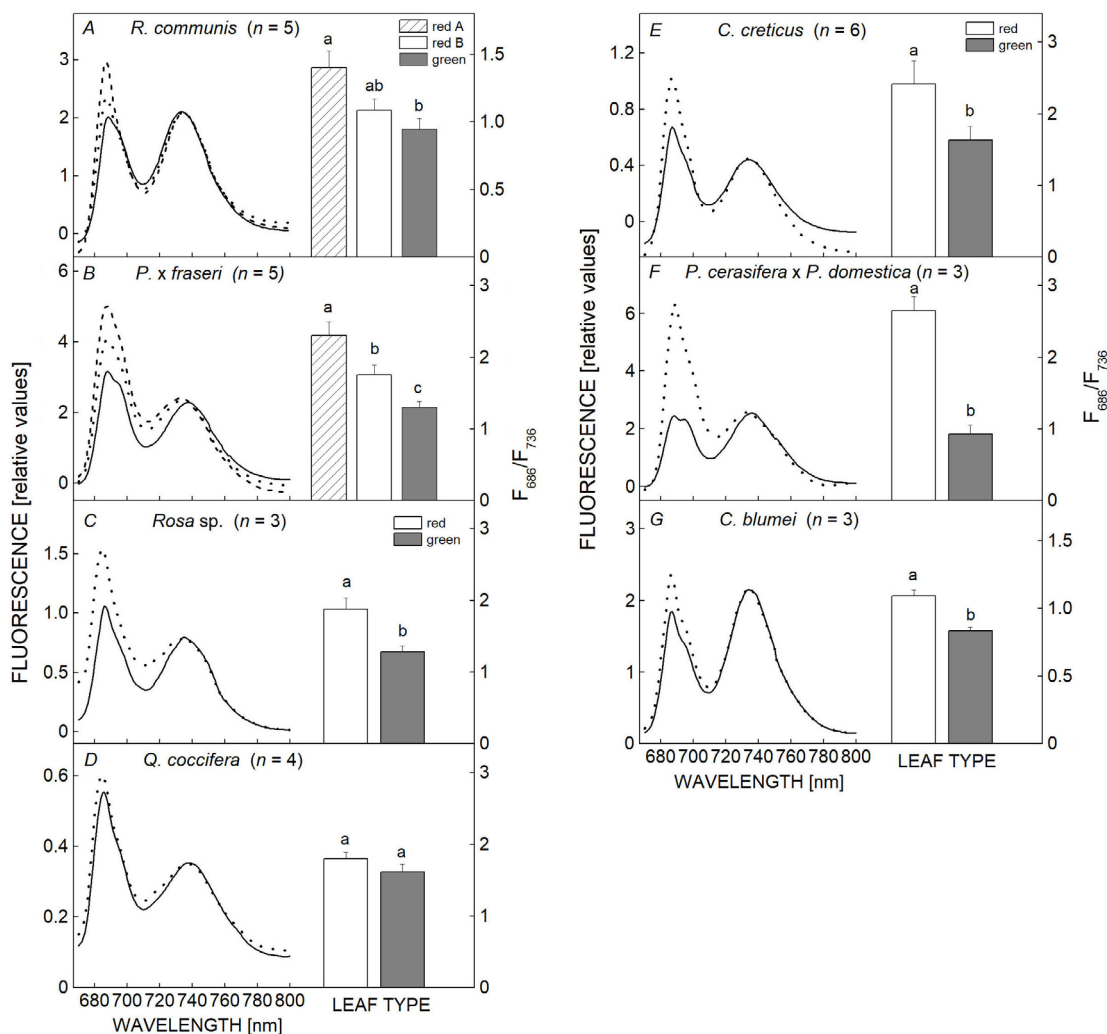 A R. communis (n = 5)
red A
red B
green
3
2
1
0
a
ab
b
1.5
1.0
0.5
0
B P. x fraseri (n = 5)
6
4
2
0
a
b
c
3
2
1
0
C Rosa sp. (n = 3)
red
green
1.5
1.0
0.5
0
a
b
3
2
1
0
D Q. coccifera (n = 4)
0.6
0.4
0.2
0
a
a
3
2
1
0
680 700 720 740 760 780 800
WAVELENGTH [nm]
LEAF TYPE
FLUORESCENCE [relative values]
F686/F736
E C. creticus (n = 6)
red
green
1.2
0.8
0.4
0
a
b
3
2
1
0
F P. cerasifera x P. domestica (n = 3)
6
4
2
0
a
b
3
2
1
0
G C. blumei (n = 3)
3
2
1
0
a
b
1.5
1.0
0.5
0
680 700 720 740 760 780 800
WAVELENGTH [nm]
LEAF TYPE
FLUORESCENCE [relative values]
F686/F736